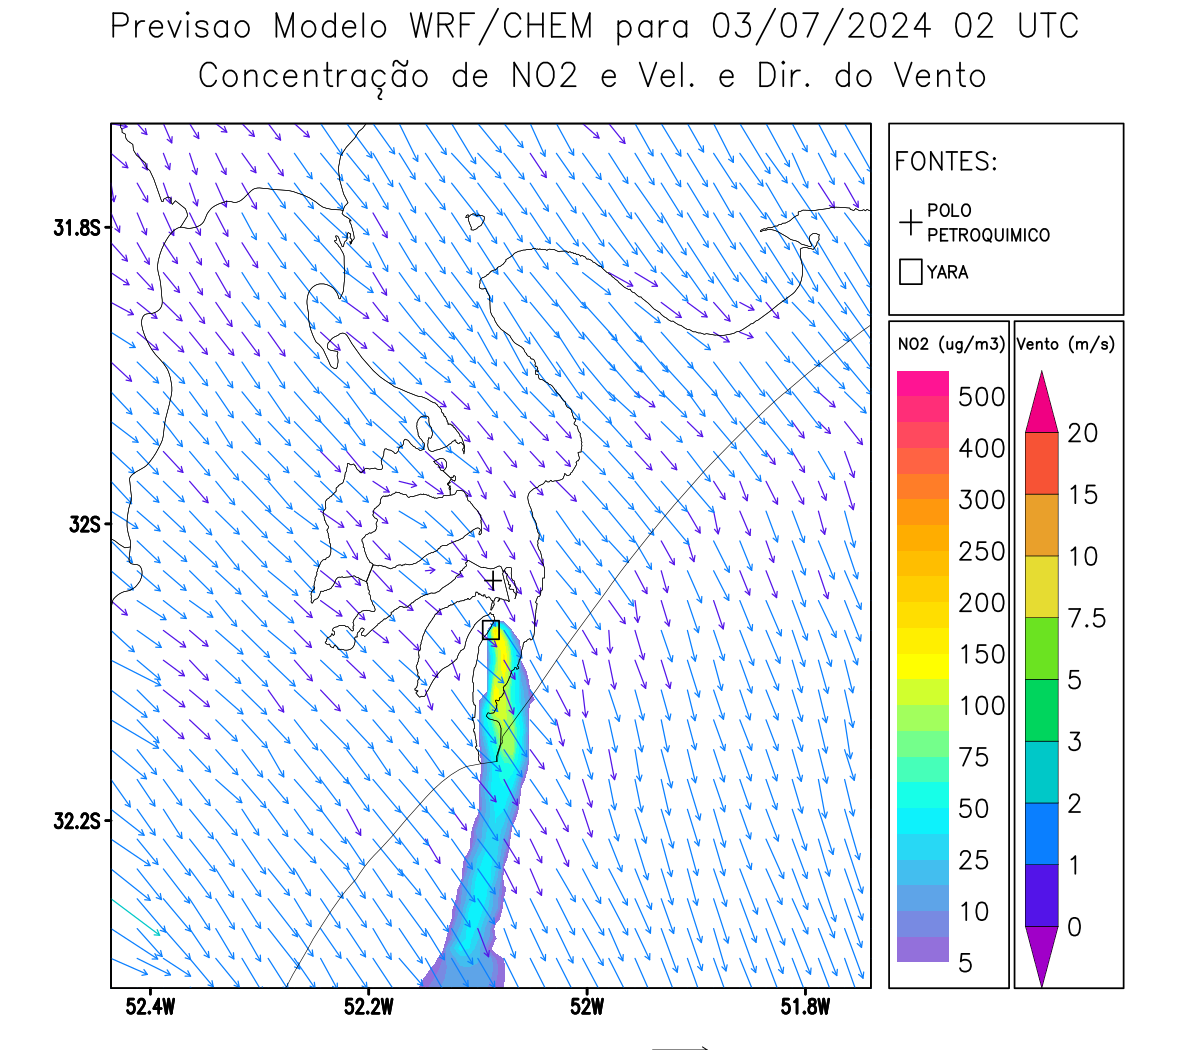 Previsao Modelo WRF/CHEM para 03/07/2024 02 UTC
Concentração de NO2 e Vel. e Dir. do Vento
FONTES:
POLO
PETROQUIMICO
YARA
NO2 (ug/m3)
500
400
300
250
200
150
100
75
50
25
10
5
Vento (m/s)
20
15
10
7.5
5
3
2
1
0
31.8S
32S
32.2S
52.4W
52.2W
52W
51.8W